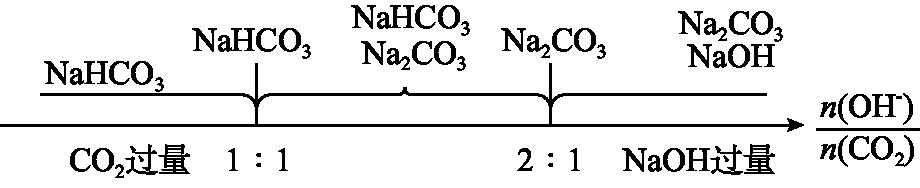 NaHCO₃
NaHCO₃
NaHCO₃
Na₂CO₃
Na₂CO₃
Na₂CO₃
NaOH
CO₂过量
1∶1
2∶1
NaOH过量
n(OH⁻)
n(CO₂)